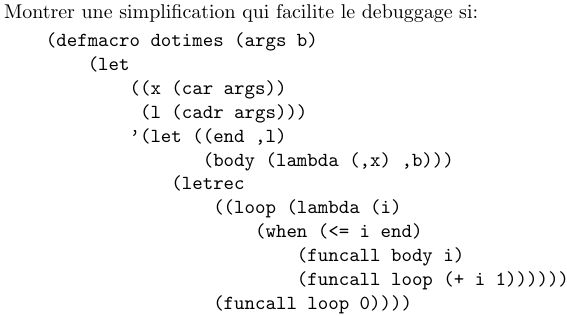 Montrer une simplification qui facilite le debuggage si:
(defmacro dotimes (args b)
(let
((x (car args))
(l (cadr args)))
'(let ((end ,l)
(body (lambda (,x) ,b)))
(letrec
((loop (lambda (i)
(when (<= i end)
(funcall body i)
(funcall loop (+ i 1))))))
(funcall loop 0))))